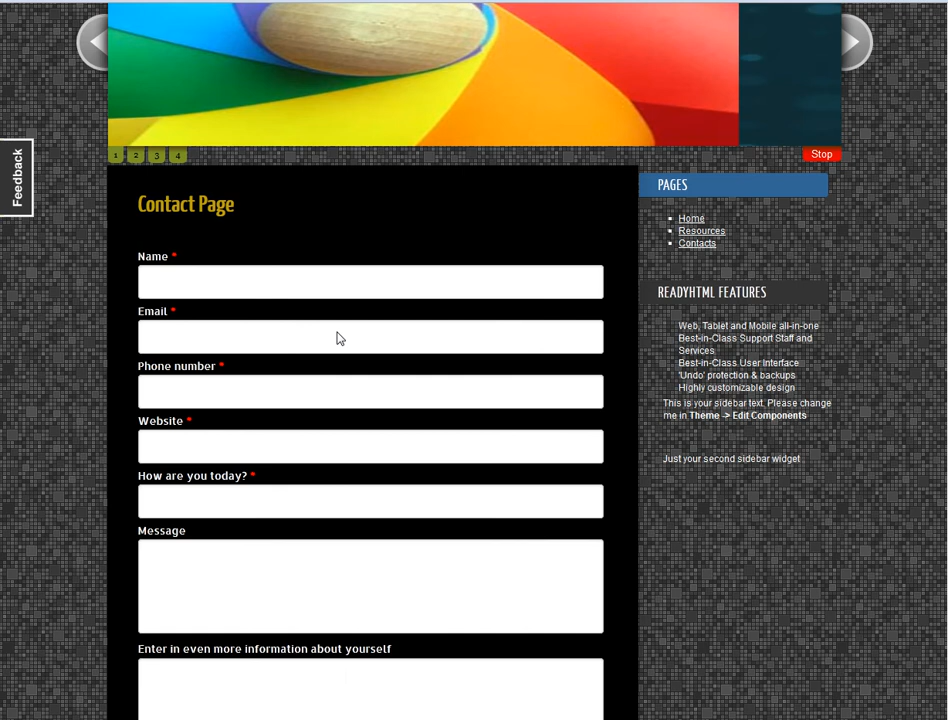 1 2 3 4
Stop
Feedback
Contact Page
Name *
Email *
Phone number *
Website *
How are you today? *
Message
Enter in even more information about yourself
PAGES
Home
Resources
Contacts
READYHTML FEATURES
Web, Tablet and Mobile all-in-one
Best-in-Class Support Staff and
Services
Best-in-Class User Interface
'Undo' protection & backups
Highly customizable design
This is your sidebar text. Please change
me in Theme -> Edit Components
Just your second sidebar widget